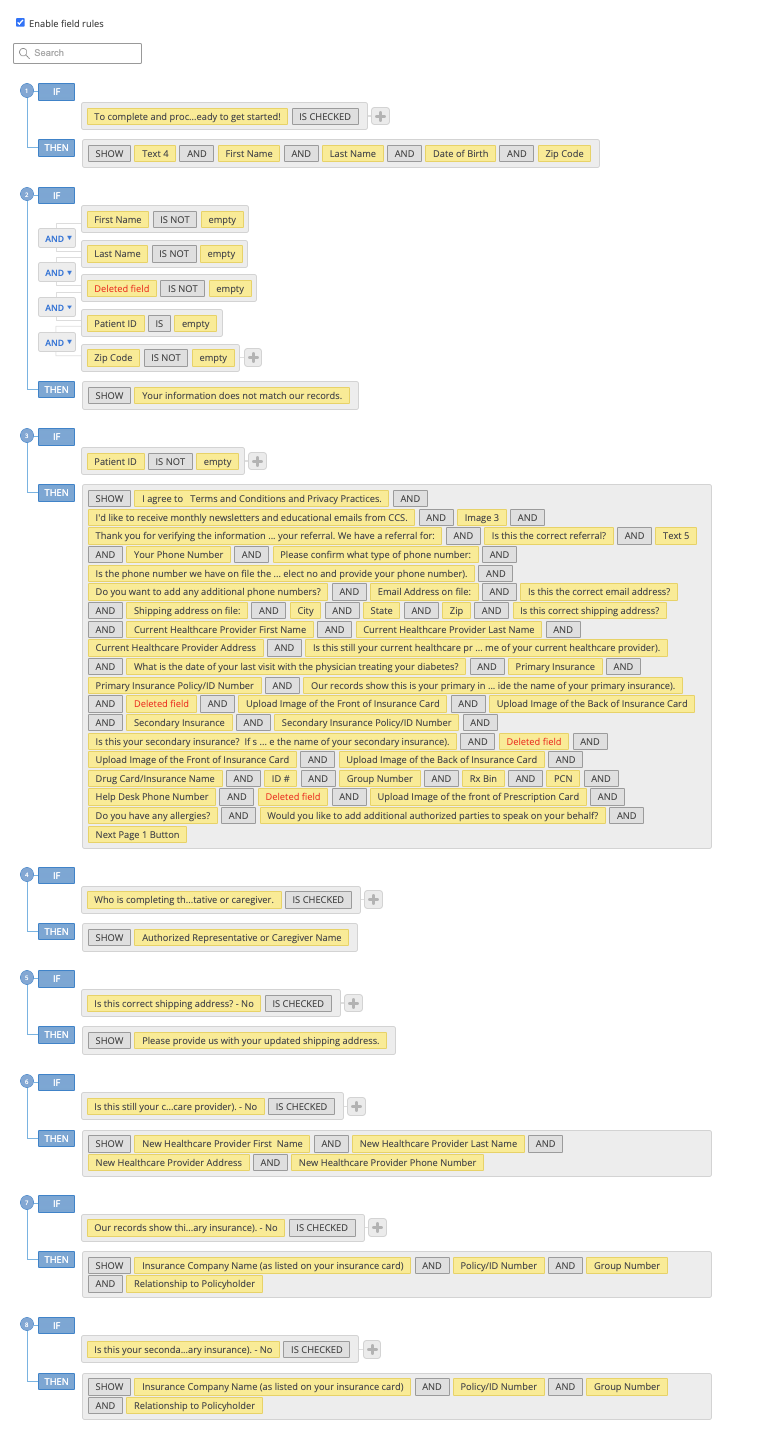 Enable field rules
Search
1 IF
To complete and proc...eady to get started! IS CHECKED
THEN SHOW Text 4 AND First Name AND Last Name AND Date of Birth AND Zip Code
2 IF
First Name IS NOT empty
AND
Last Name IS NOT empty
AND
Deleted field IS NOT empty
AND
Patient ID IS empty
AND
Zip Code IS NOT empty
THEN SHOW Your information does not match our records.
3 IF
Patient ID IS NOT empty
THEN SHOW I agree to Terms and Conditions and Privacy Practices. AND
I'd like to receive monthly newsletters and educational emails from CCS. AND Image 3 AND
Thank you for verifying the information ... your referral. We have a referral for: AND Is this the correct referral? AND Text 5
AND Your Phone Number AND Please confirm what type of phone number: AND
Is the phone number we have on file the ... elect no and provide your phone number). AND
Do you want to add any additional phone numbers? AND Email Address on file: AND Is this the correct email address?
AND Shipping address on file: AND City AND State AND Zip AND Is this correct shipping address?
AND Current Healthcare Provider First Name AND Current Healthcare Provider Last Name AND
Current Healthcare Provider Address AND Is this still your current healthcare pr ... me of your current healthcare provider).
AND What is the date of your last visit with the physician treating your diabetes? AND Primary Insurance AND
Primary Insurance Policy/ID Number AND Our records show this is your primary in ... ide the name of your primary insurance).
AND Deleted field AND Upload Image of the Front of Insurance Card AND Upload Image of the Back of Insurance Card
AND Secondary Insurance AND Secondary Insurance Policy/ID Number AND
Is this your secondary insurance? If s ... e the name of your secondary insurance). AND Deleted field AND
Upload Image of the Front of Insurance Card AND Upload Image of the Back of Insurance Card AND
Drug Card/Insurance Name AND ID # AND Group Number AND Rx Bin AND PCN AND
Help Desk Phone Number AND Deleted field AND Upload Image of the front of Prescription Card AND
Do you have any allergies? AND Would you like to add additional authorized parties to speak on your behalf? AND
Next Page 1 Button
4 IF
Who is completing th...tative or caregiver. IS CHECKED
THEN SHOW Authorized Representative or Caregiver Name
5 IF
Is this correct shipping address? - No IS CHECKED
THEN SHOW Please provide us with your updated shipping address.
6 IF
Is this still your c...care provider). - No IS CHECKED
THEN SHOW New Healthcare Provider First Name AND New Healthcare Provider Last Name AND
New Healthcare Provider Address AND New Healthcare Provider Phone Number
7 IF
Our records show thi...ary insurance). - No IS CHECKED
THEN SHOW Insurance Company Name (as listed on your insurance card) AND Policy/ID Number AND Group Number
AND Relationship to Policyholder
8 IF
Is this your seconda...ary insurance). - No IS CHECKED
THEN SHOW Insurance Company Name (as listed on your insurance card) AND Policy/ID Number AND Group Number
AND Relationship to Policyholder